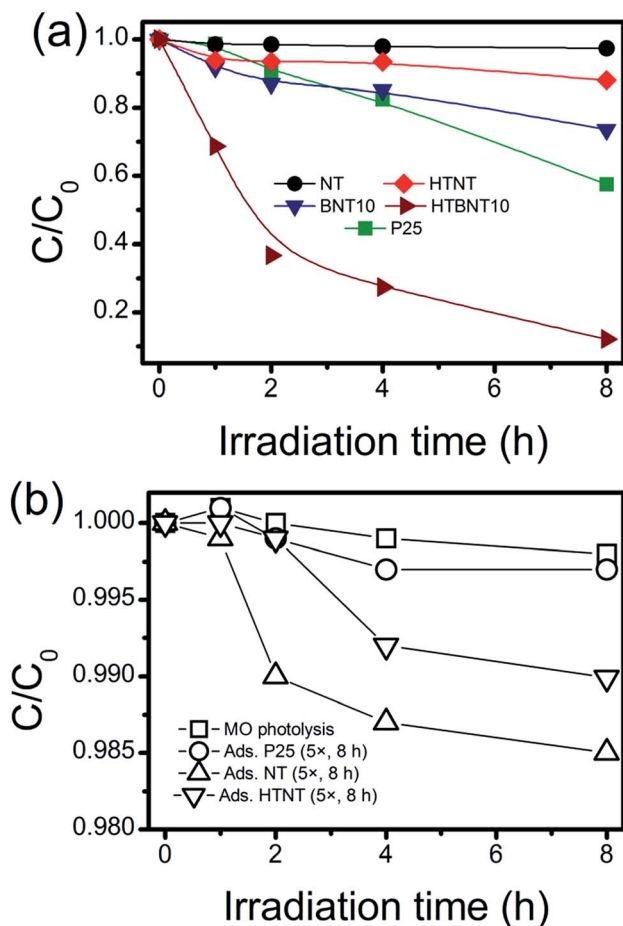 (a)
1.0
0.8
0.6
0.4
0.2
C/C₀
NT HTNT
BNT10 HTBNT10
P25
0 2 4 6 8
Irradiation time (h)
(b)
1.000
0.995
0.990
0.985
0.980
C/C₀
MO photolysis
Ads. P25 (5×, 8 h)
Ads. NT (5×, 8 h)
Ads. HTNT (5×, 8 h)
0 2 4 6 8
Irradiation time (h)